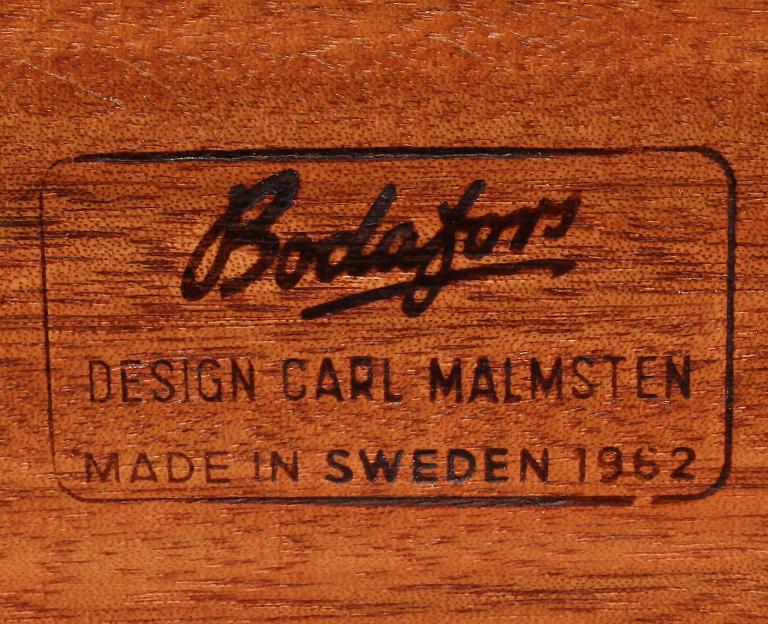 Bodafors
DESIGN CARL MALMSTEN
MADE IN SWEDEN 1962